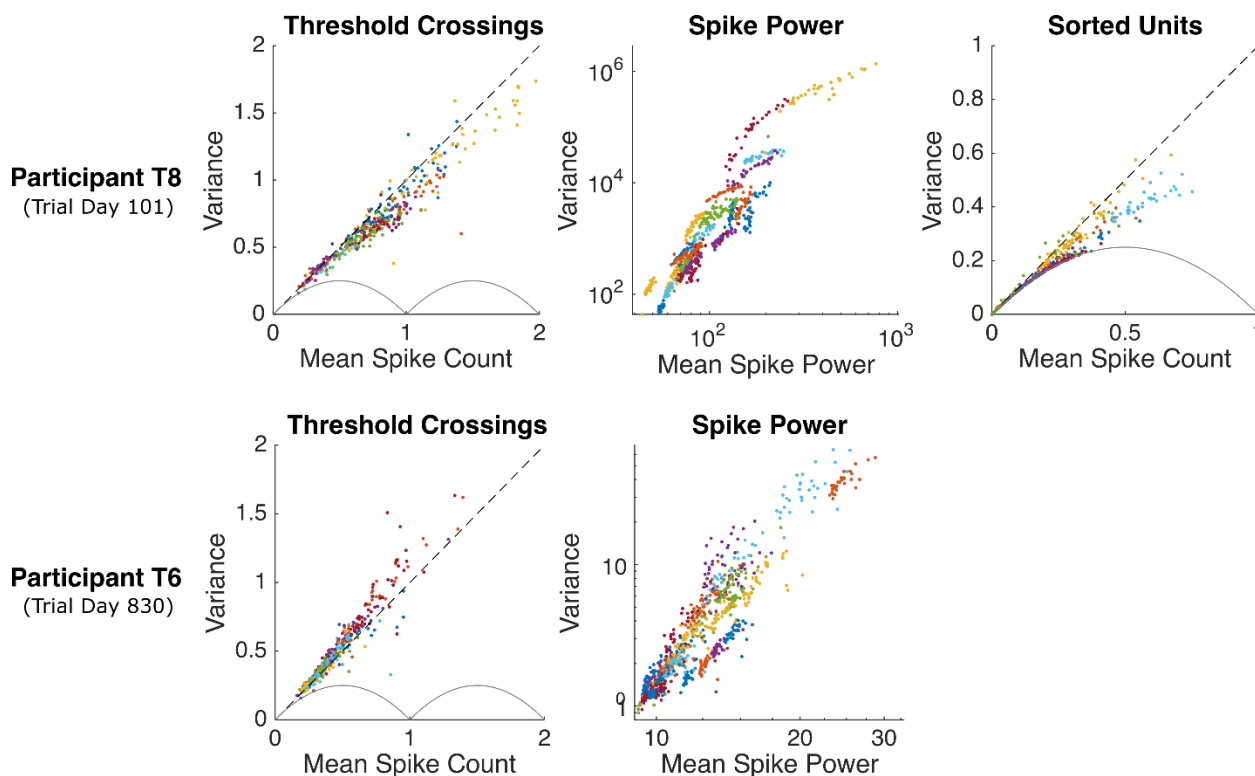 Threshold Crossings
Spike Power
Sorted Units
Participant T8
(Trial Day 101)
Variance
2
1.5
1
0.5
0
0
1
2
Mean Spike Count
Variance
10^6
10^4
10^2
10^2
10^3
Mean Spike Power
Variance
1
0.8
0.6
0.4
0.2
0
0
0.5
1
Mean Spike Count
Threshold Crossings
Spike Power
Participant T6
(Trial Day 830)
Variance
2
1.5
1
0.5
0
0
1
2
Mean Spike Count
Variance
10
1
10
20
30
Mean Spike Power